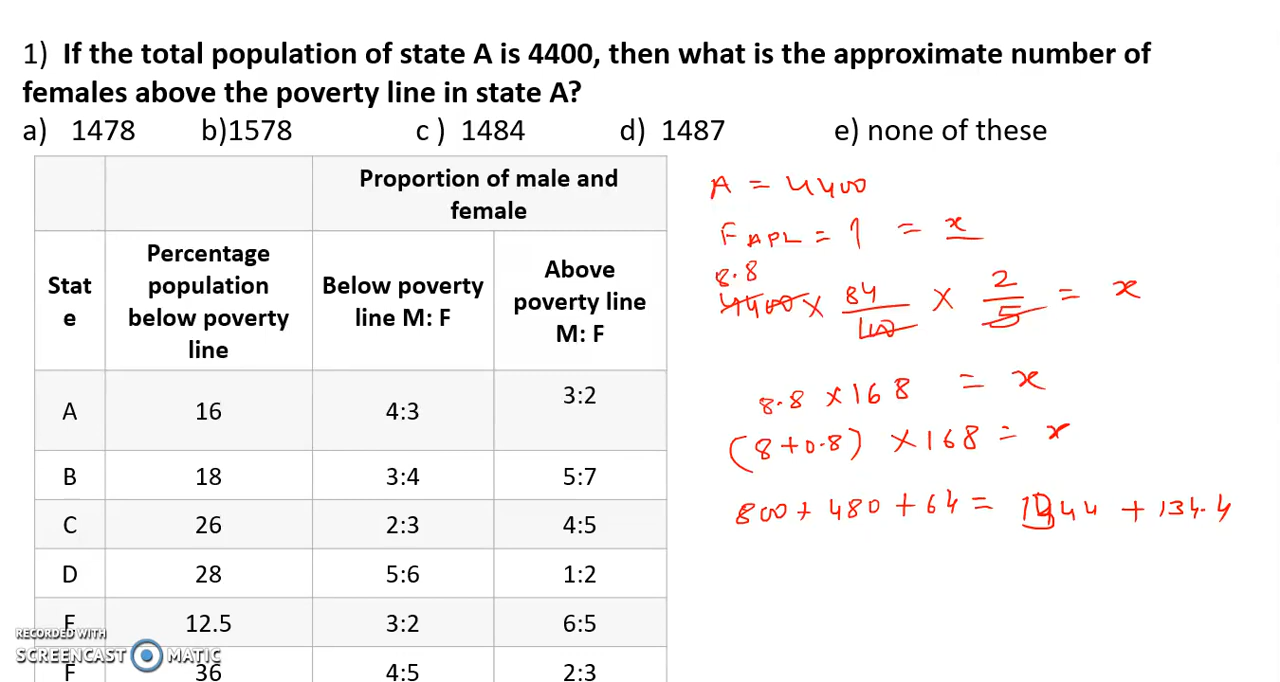 1) If the total population of state A is 4400, then what is the approximate number of
females above the poverty line in state A?
a) 1478 b)1578 c ) 1484 d) 1487 e) none of these
Proportion of male and
female
Stat
e
Percentage
population
below poverty
line
Below poverty
line M: F
Above
poverty line
M: F
A 16 4:3 3:2
B 18 3:4 5:7
C 26 2:3 4:5
D 28 5:6 1:2
E 12.5 3:2 6:5
F 36 4:5 2:3
A = 4400
F APL = ? = x
8.8
4400 × 84/100 × 2/5 = x
8.8 × 168 = x
(8+0.8) × 168 = x
800 + 480 + 64 = 1344 + 134.4
RECORDED WITH
SCREENCAST MATIC